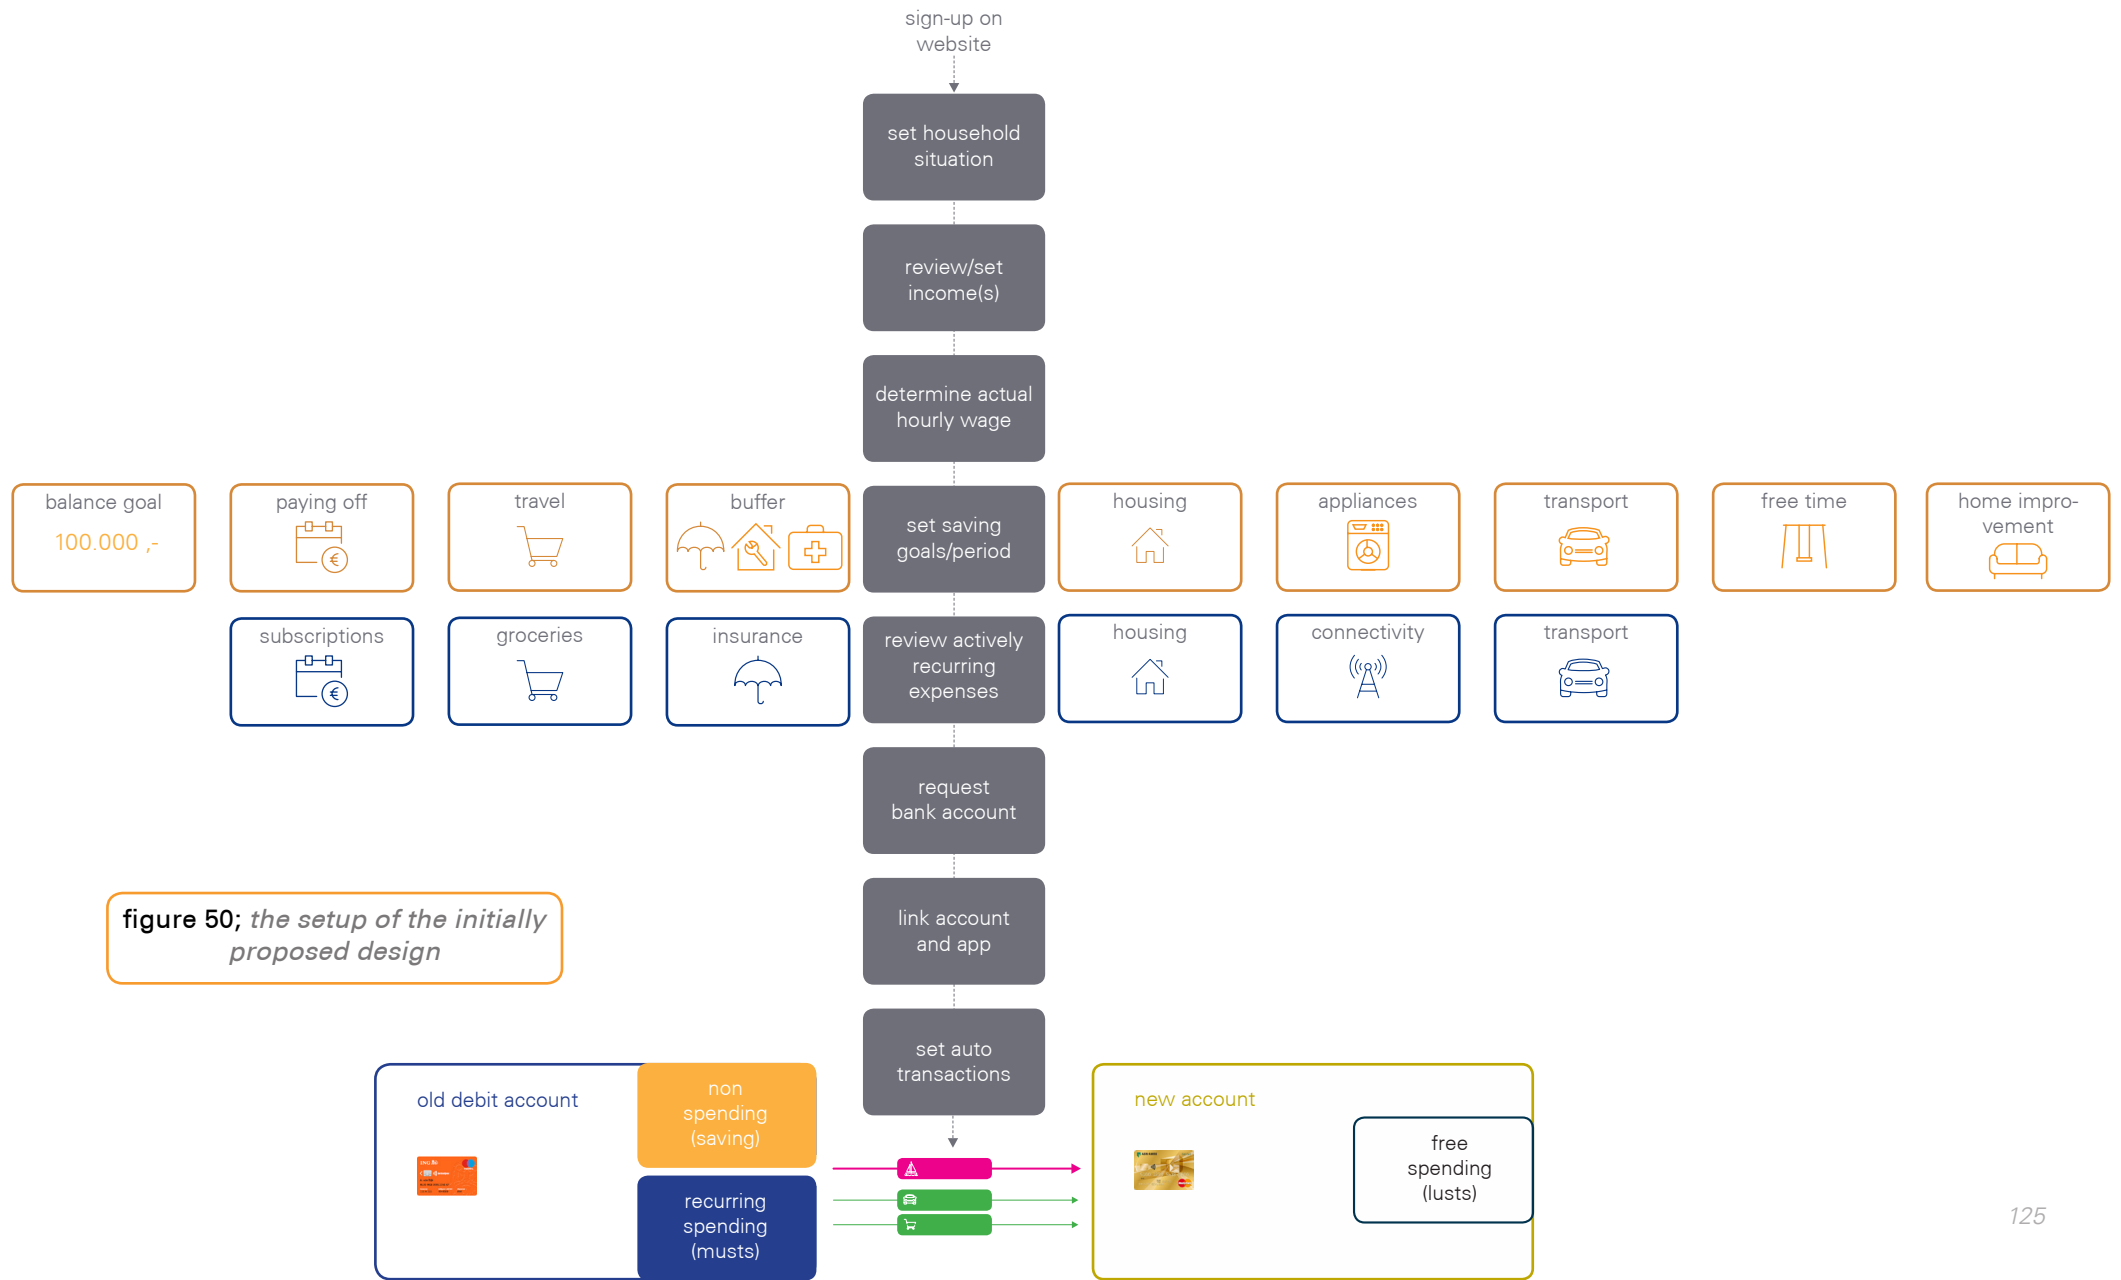 sign-up on
website
set household
situation
review/set
income(s)
determine actual
hourly wage
balance goal
100.000 ,-
paying off
travel
buffer
set saving
goals/period
housing
appliances
transport
free time
home impro-
vement
subscriptions
groceries
insurance
review actively
recurring
expenses
housing
connectivity
transport
request
bank account
link account
and app
figure 50; the setup of the initially
proposed design
set auto
transactions
old debit account
non
spending
(saving)
recurring
spending
(musts)
new account
free
spending
(lusts)
125